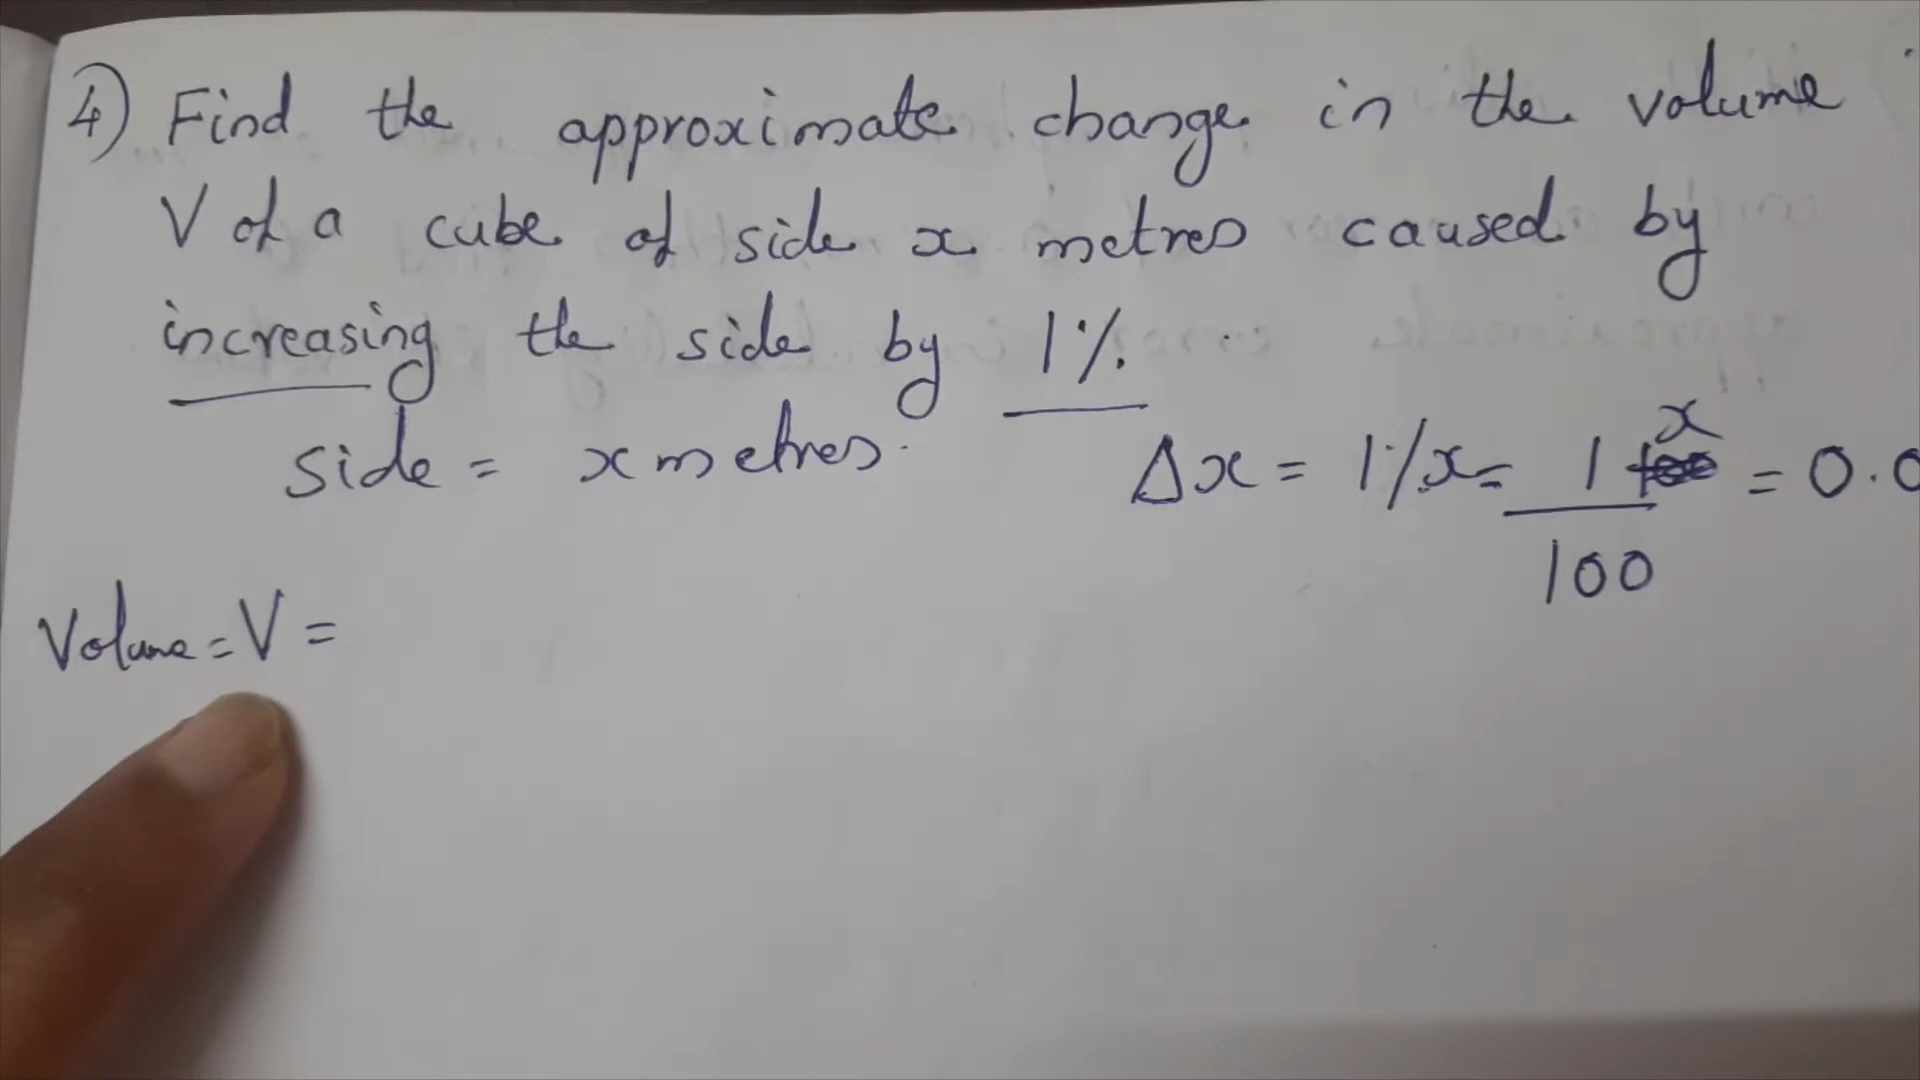 4) Find the approximate change in the volume
V of a cube of side x metres caused by
increasing the side by 1%.
side = x metres. Δx = 1%x = 1x/100 = 0.0
Volume = V =